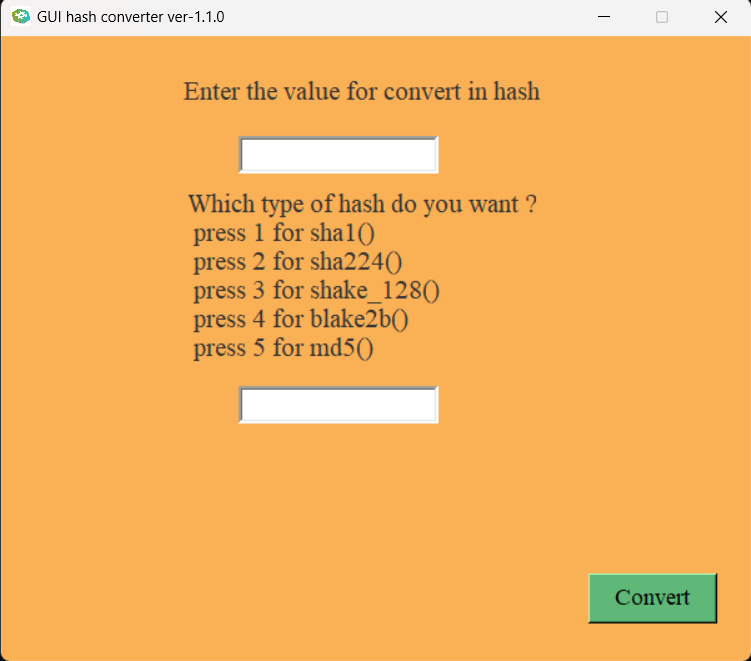 GUI hash converter ver-1.1.0
Enter the value for convert in hash
Which type of hash do you want ?
press 1 for sha1()
press 2 for sha224()
press 3 for shake_128()
press 4 for blake2b()
press 5 for md5()
Convert